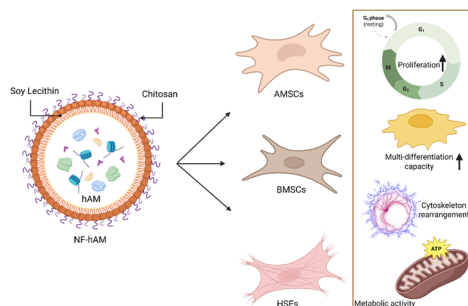 Soy Lecithin
Chitosan
hAM
NF-hAM
AMSCs
BMSCs
HSFs
G₀ phase
(resting)
G₁
Proliferation
M
G₂
S
Multi-differentiation
capacity
Cytoskeleton
rearrangement
ATP
Metabolic activity